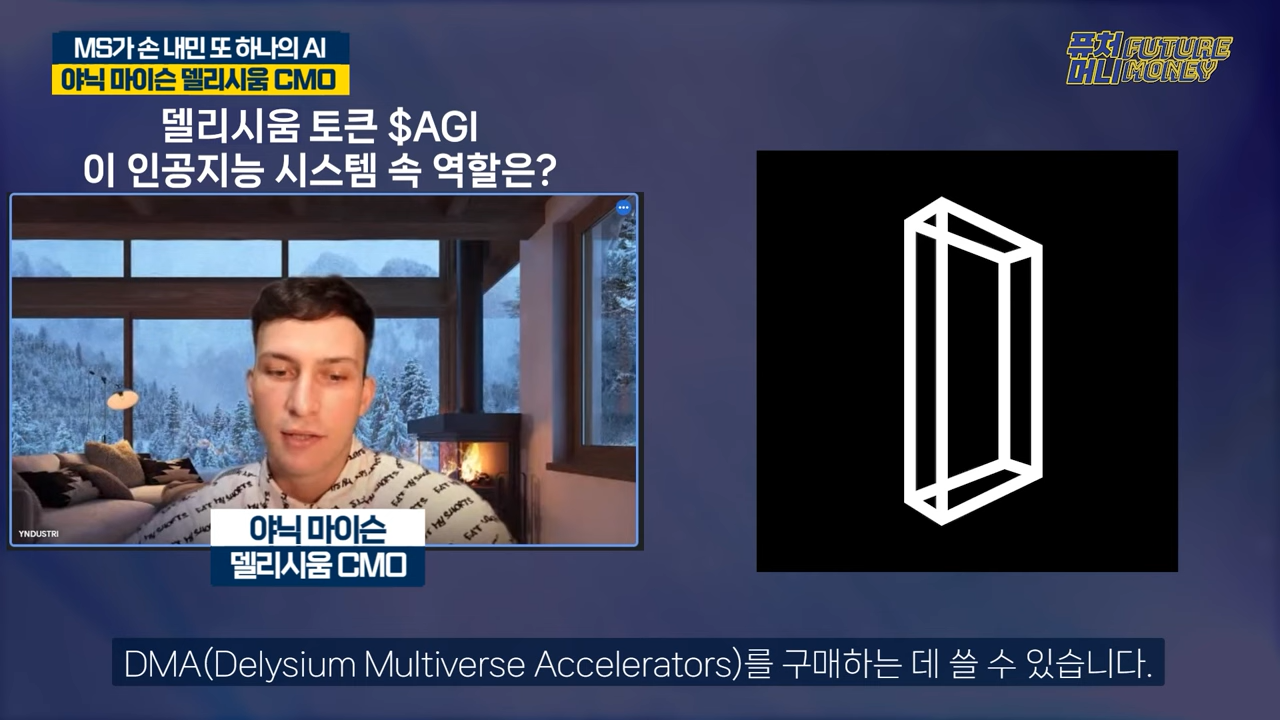 MS가 손 내민 또 하나의 AI
야닉 마이슨 델리시움 CMO
퓨처 FUTURE
머니 MONEY
델리시움 토큰 $AGI
이 인공지능 시스템 속 역할은?
YNDUSTRI
야닉 마이슨
델리시움 CMO
DMA(Delysium Multiverse Accelerators)를 구매하는 데 쓸 수 있습니다.